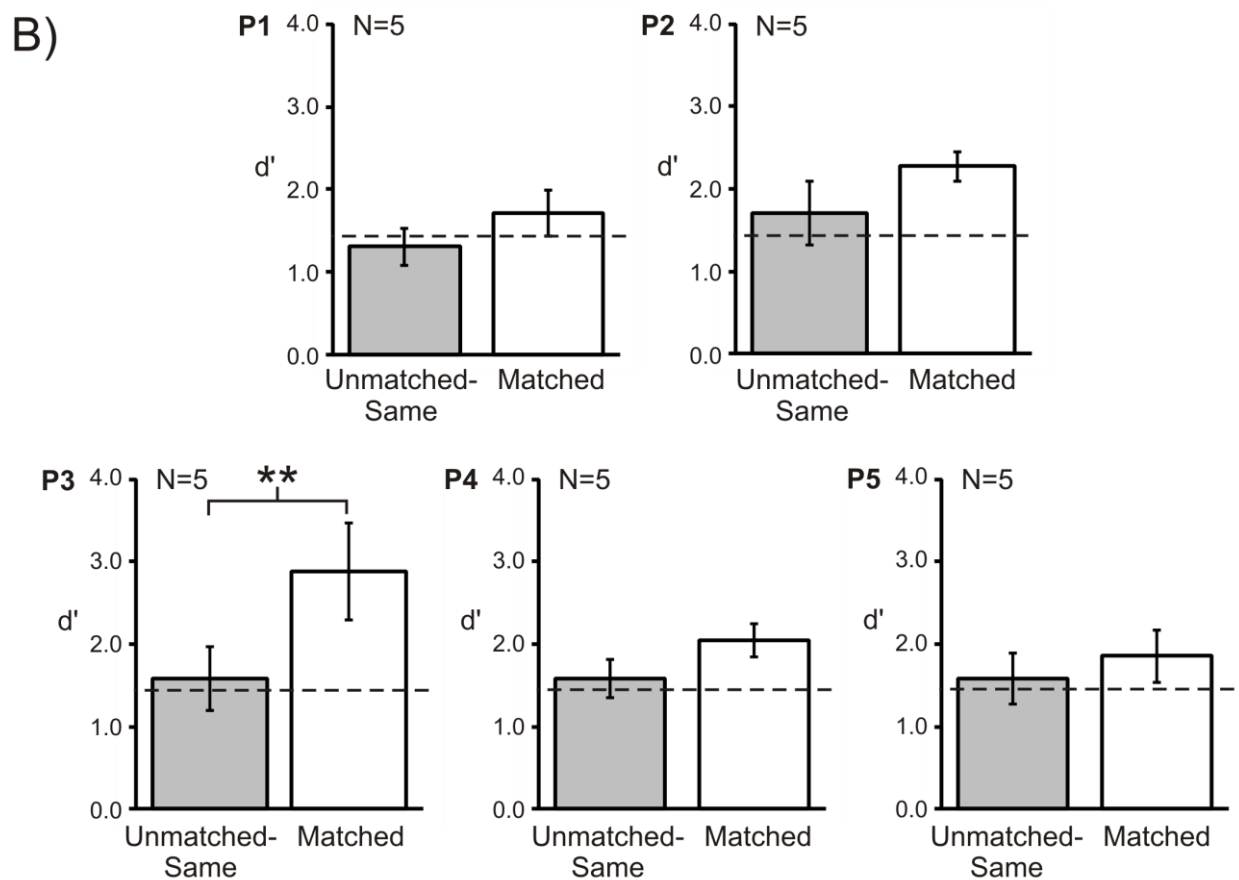 B)
P1 4.0 N=5
3.0
d'
2.0
1.0
0.0
Unmatched-
Same
Matched
P2 4.0 N=5
3.0
d'
2.0
1.0
0.0
Unmatched-
Same
Matched
P3 4.0 N=5 **
3.0
d'
2.0
1.0
0.0
Unmatched-
Same
Matched
P4 4.0 N=5
3.0
d'
2.0
1.0
0.0
Unmatched-
Same
Matched
P5 4.0 N=5
3.0
d'
2.0
1.0
0.0
Unmatched-
Same
Matched